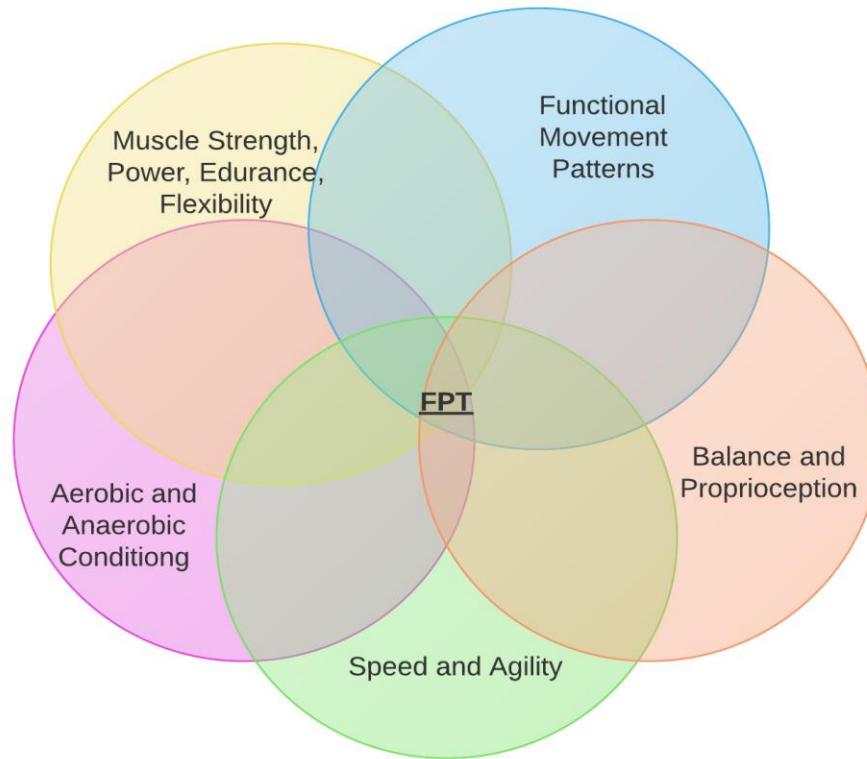 Functional
Movement
Patterns
Muscle Strength,
Power, Edurance,
Flexibility
FPT
Balance and
Proprioception
Aerobic and
Anaerobic
Conditiong
Speed and Agility